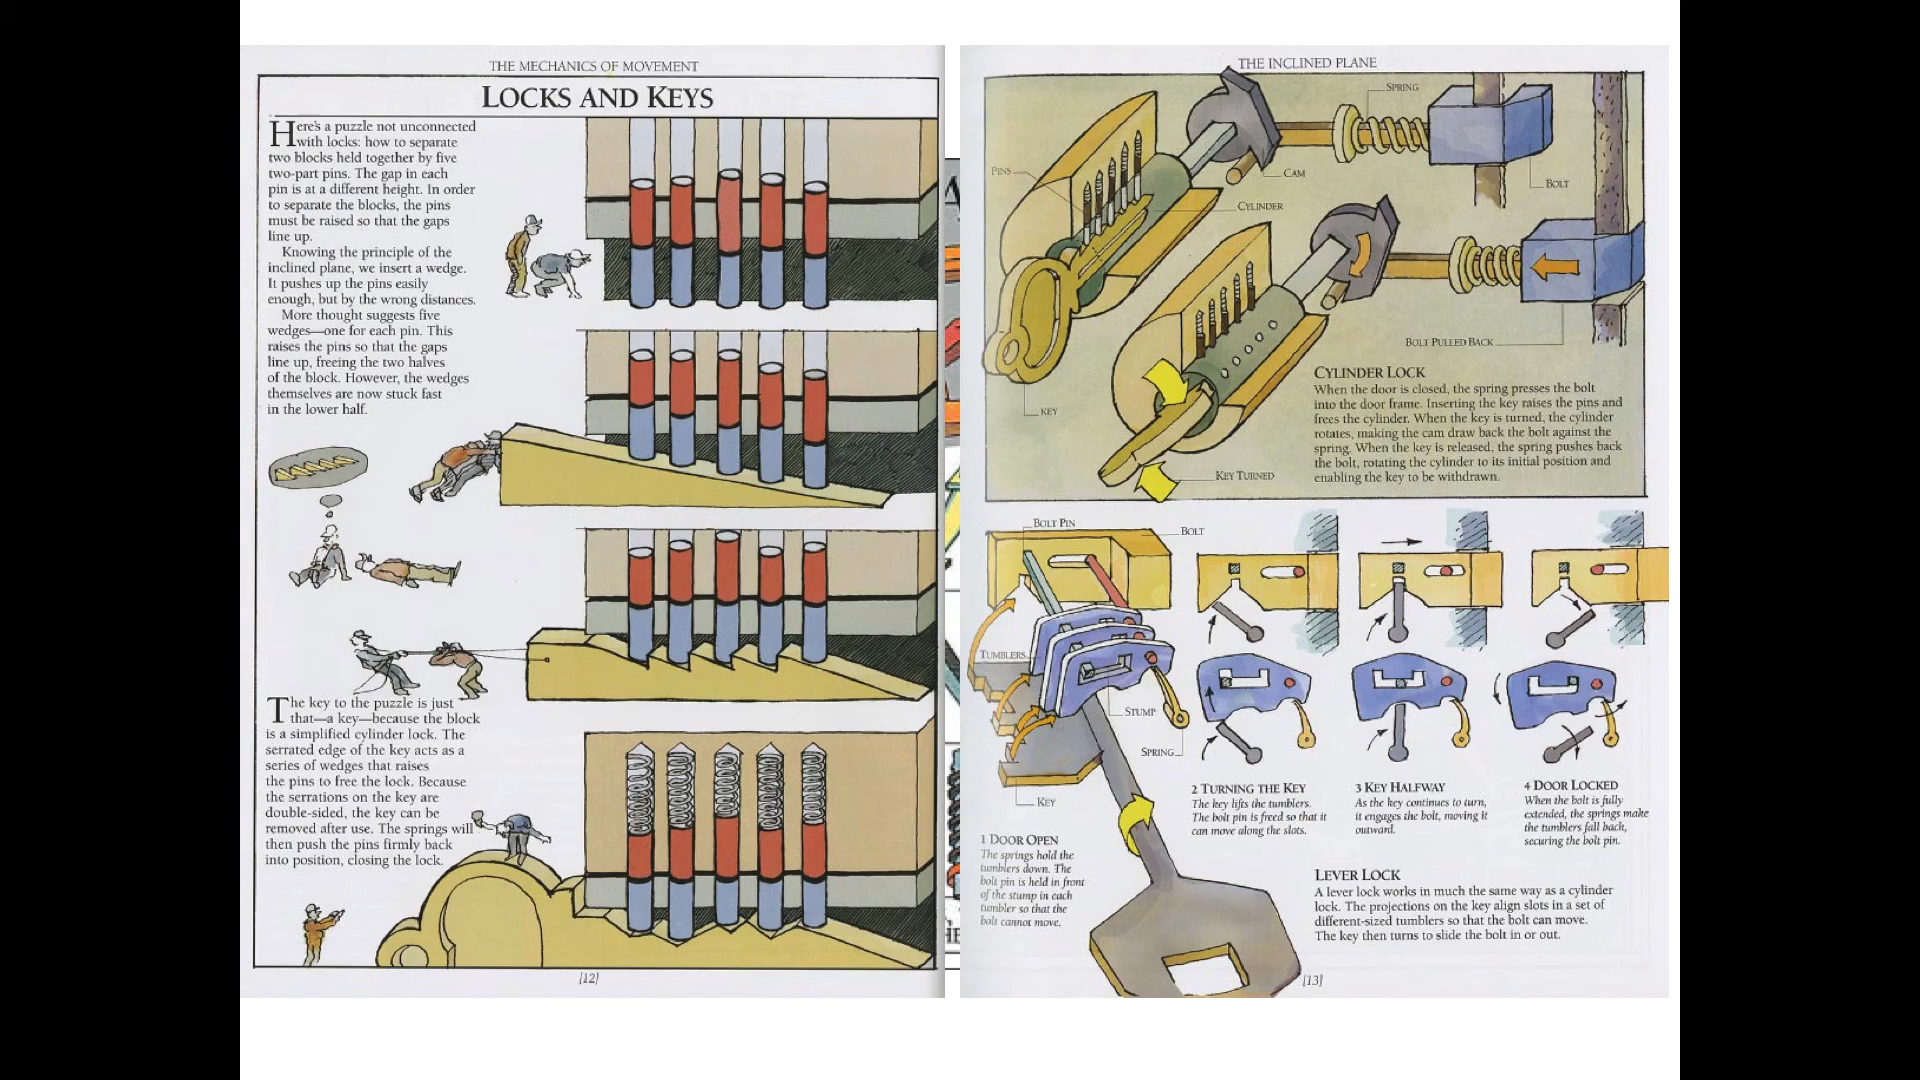 THE MECHANICS OF MOVEMENT
LOCKS AND KEYS
Here's a puzzle not unconnected
with locks: how to separate
two blocks held together by five
two-part pins. The gap in each
pin is at a different height. In order
to separate the blocks, the pins
must be raised so that the gaps
line up.
Knowing the principle of the
inclined plane, we insert a wedge.
It pushes up the pins easily
enough, but by the wrong distances.
More thought suggests five
wedges—one for each pin. This
raises the pins so that the gaps
line up, freeing the two halves
of the block. However, the wedges
themselves are now stuck fast
in the lower half.
The key to the puzzle is just
that—a key—because the block
is a simplified cylinder lock. The
serrated edge of the key acts as a
series of wedges that raises
the pins to free the lock. Because
the serrations on the key are
double-sided, the key can be
removed after use. The springs will
then push the pins firmly back
into position, closing the lock.
[12]
THE INCLINED PLANE
SPRING
PINS
CAM
BOLT
CYLINDER
BOLT PULLED BACK
KEY
KEY TURNED
CYLINDER LOCK
When the door is closed, the spring presses the bolt
into the door frame. Inserting the key raises the pins and
frees the cylinder. When the key is turned, the cylinder
rotates, making the cam draw back the bolt against the
spring. When the key is released, the spring pushes back
the bolt, rotating the cylinder to its initial position and
enabling the key to be withdrawn.
BOLT PIN
BOLT
TUMBLERS
STUMP
SPRING
KEY
1 DOOR OPEN
The springs hold the
tumblers down. The
bolt pin is held in front
of the stump in each
tumbler so that the
bolt cannot move.
2 TURNING THE KEY
The key lifts the tumblers.
The bolt pin is freed so that it
can move along the slots.
3 KEY HALFWAY
As the key continues to turn,
it engages the bolt, moving it
outward.
4 DOOR LOCKED
When the bolt is fully
extended, the springs make
the tumblers fall back,
securing the bolt pin.
LEVER LOCK
A lever lock works in much the same way as a cylinder
lock. The projections on the key align slots in a set of
different-sized tumblers so that the bolt can move.
The key then turns to slide the bolt in or out.
[13]